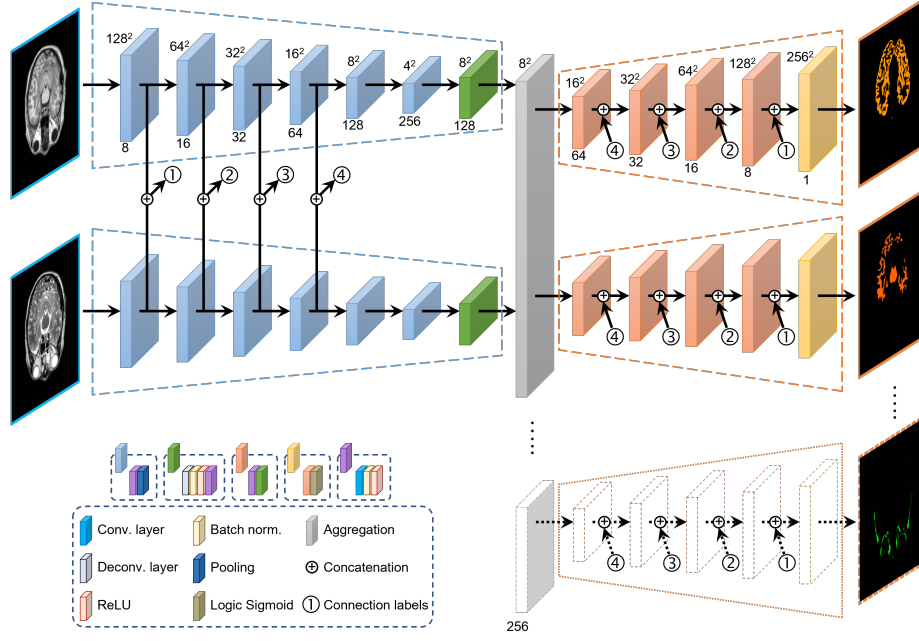 128² 64² 32² 16² 8² 4² 8² 8²
16² 32² 64² 128² 256²
8 16 32 64 128 256 128
64 32 16 8 1
④ ③ ② ①
① ② ③ ④
④ ③ ② ①
④ ③ ② ①
Conv. layer Batch norm. Aggregation
Deconv. layer Pooling Concatenation
ReLU Logic Sigmoid ① Connection labels
256